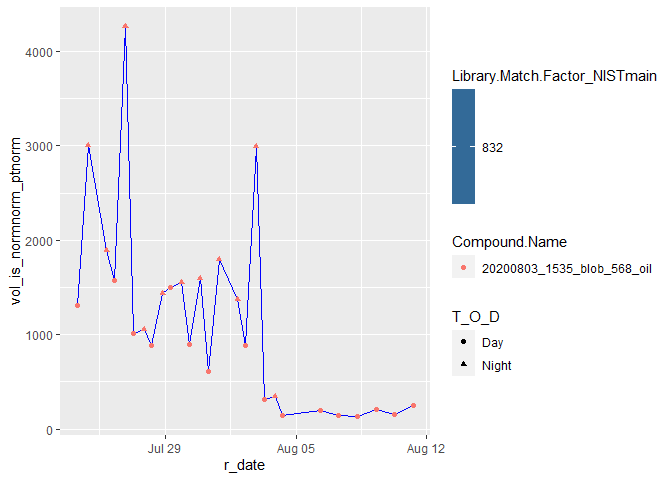 4000
3000
2000
1000
0
vol_is_normnorm_ptnorm
Jul 29
Aug 05
Aug 12
r_date
Library.Match.Factor_NISTmain
832
Compound.Name
20200803_1535_blob_568_oil
T_O_D
Day
Night